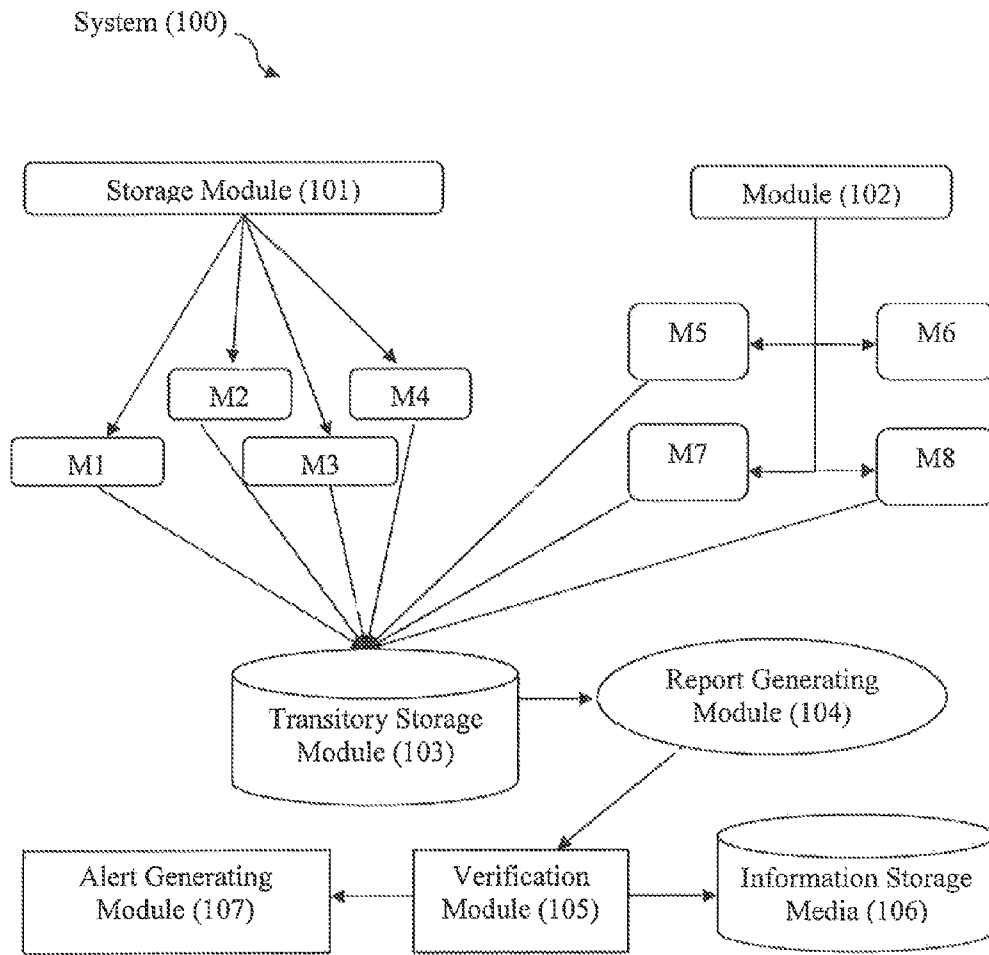 System (100)
Storage Module (101)
Module (102)
M5
M6
M2
M4
M1
M3
M7
M8
Transitory Storage
Module (103)
Report Generating
Module (104)
Alert Generating
Module (107)
Verification
Module (105)
Information Storage
Media (106)